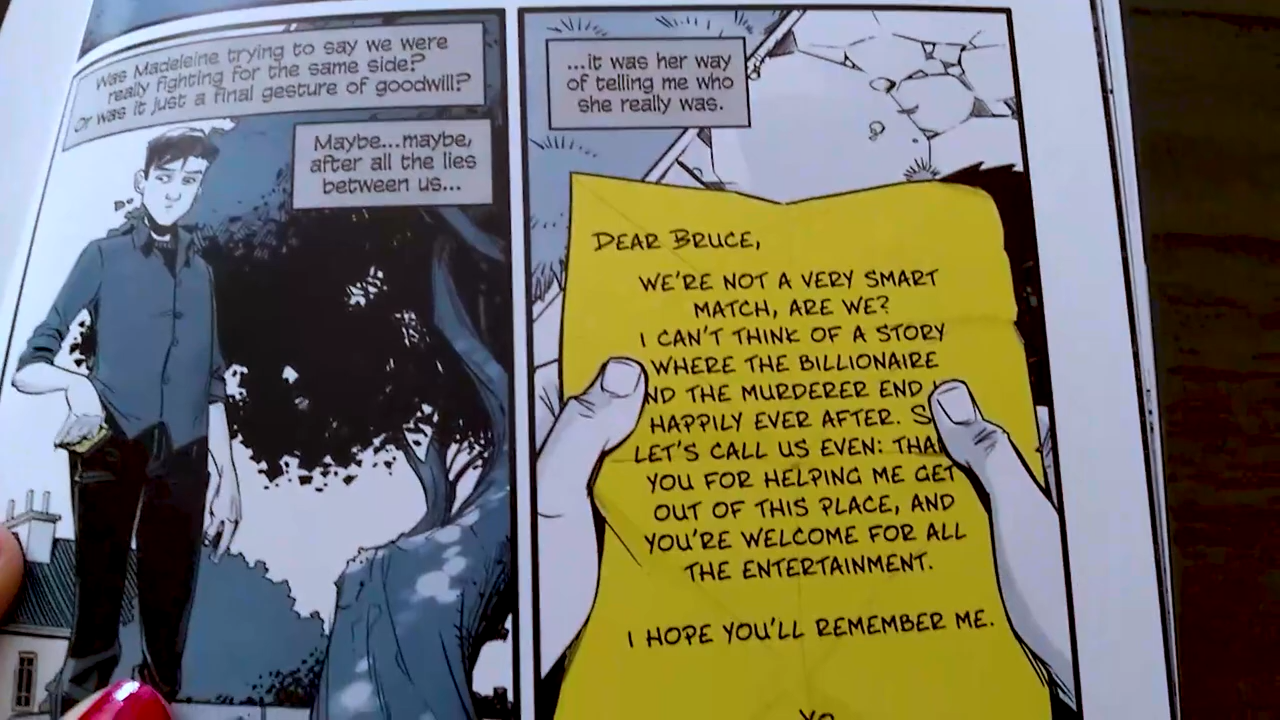 Was Madeleine trying to say we were
really fighting for the same side?
Or was it just a final gesture of goodwill?
Maybe...maybe,
after all the lies
between us...
...it was her way
of telling me who
she really was.
DEAR BRUCE,
WE'RE NOT A VERY SMART
MATCH, ARE WE?
I CAN'T THINK OF A STORY
WHERE THE BILLIONAIRE
ND THE MURDERER END
HAPPILY EVER AFTER. S
LET'S CALL US EVEN: THAN
YOU FOR HELPING ME GET
OUT OF THIS PLACE, AND
YOU'RE WELCOME FOR ALL
THE ENTERTAINMENT.
I HOPE YOU'LL REMEMBER ME.